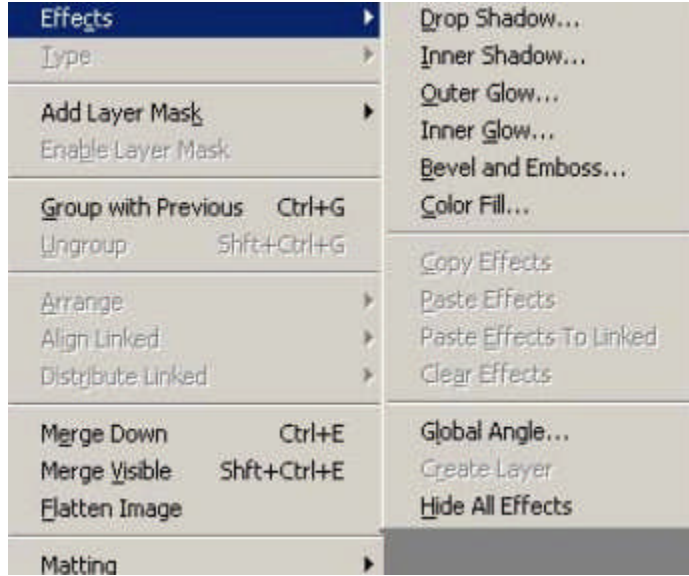 Effects
Type
Add Layer Mask
Enable Layer Mask
Group with Previous Ctrl+G
Ungroup Shft+Ctrl+G
Arrange
Align Linked
Distribute Linked
Merge Down Ctrl+E
Merge Visible Shft+Ctrl+E
Flatten Image
Matting
Drop Shadow...
Inner Shadow...
Outer Glow...
Inner Glow...
Bevel and Emboss...
Color Fill...
Copy Effects
Paste Effects
Paste Effects To Linked
Clear Effects
Global Angle...
Create Layer
Hide All Effects